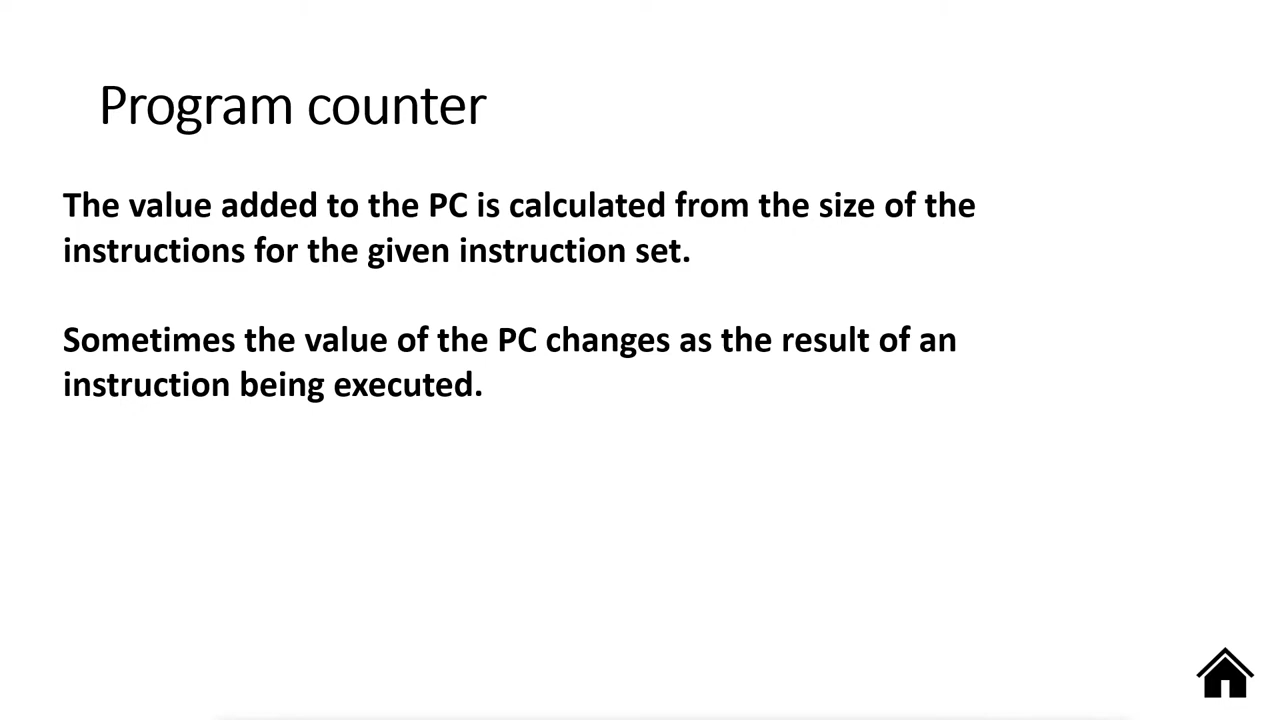 Program counter
The value added to the PC is calculated from the size of the
instructions for the given instruction set.
Sometimes the value of the PC changes as the result of an
instruction being executed.